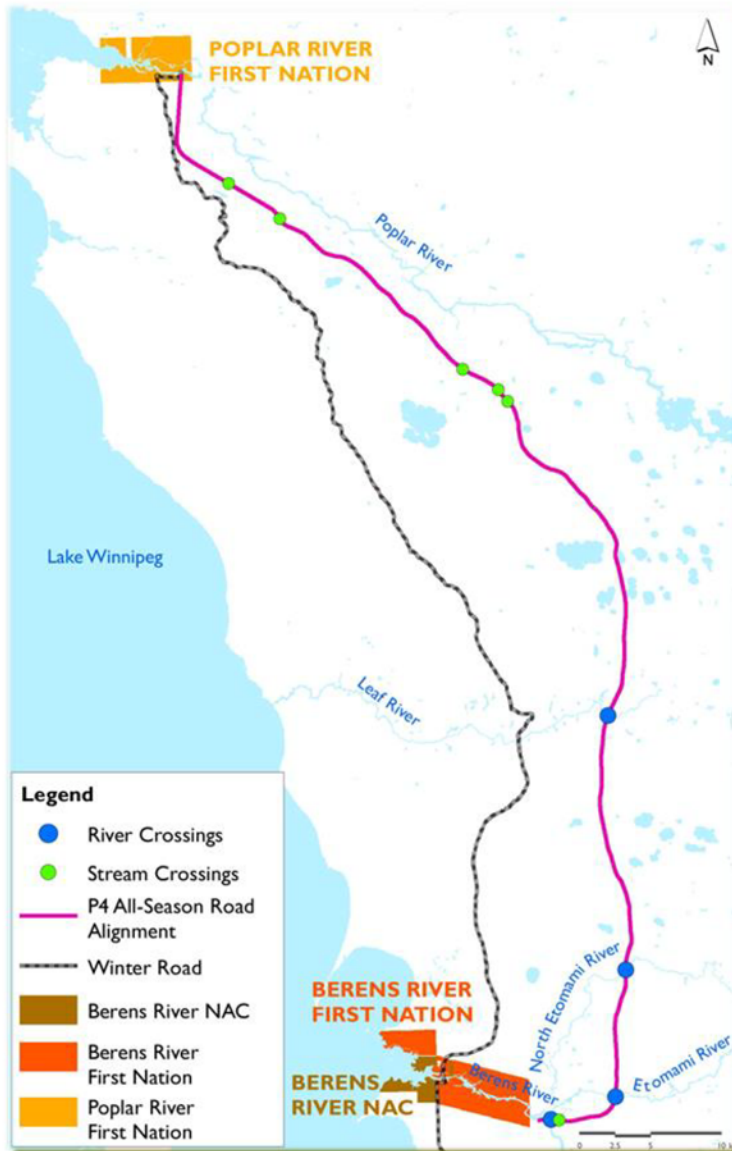 POPLAR RIVER
FIRST NATION
N
Poplar River
Lake Winnipeg
Leaf River
Legend
River Crossings
Stream Crossings
P4 All-Season Road
Alignment
Winter Road
Berens River NAC
Berens River
First Nation
Poplar River
First Nation
BERENS RIVER
FIRST NATION
BERENS
RIVER NAC
Berens River
North Etomami River
Etomami River
0 2.5 5